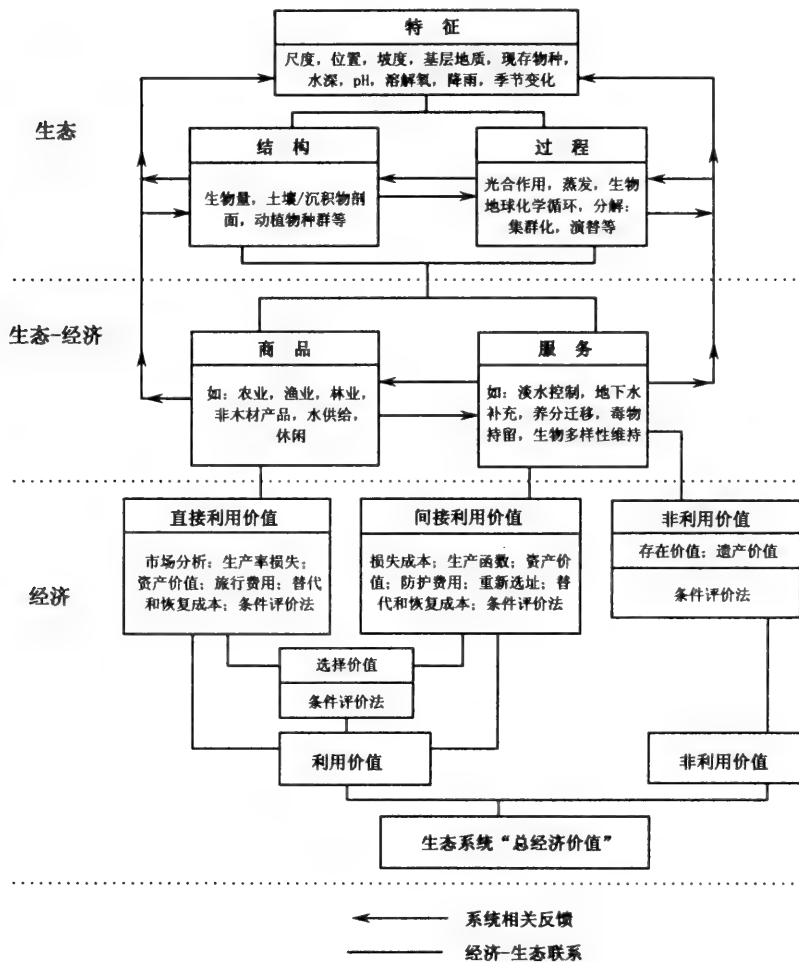 特 征
尺度，位置，坡度，基层地质，现存物种，
水深，pH，溶解氧，降雨，季节变化
生态
结 构
过 程
生物量，土壤/沉积物剖
面，动植物种群等
光合作用，蒸发，生物
地球化学循环，分解；
集群化，演替等
生态-经济
商 品
服 务
如：农业，渔业，林业，
非木材产品，水供给，
休闲
如：淡水控制，地下水
补充，养分迁移，毒物
持留，生物多样性维持
经济
直接利用价值
间接利用价值
非利用价值
市场分析；生产率损失；
资产价值；旅行费用；替代
和恢复成本；条件评价法
损失成本；生产函数；资产价
值；防护费用；重新选址；替
代和恢复成本；条件评价法
存在价值；遗产价值
条件评价法
选择价值
条件评价法
利用价值
非利用价值
生态系统“总经济价值”
系统相关反馈
经济-生态联系